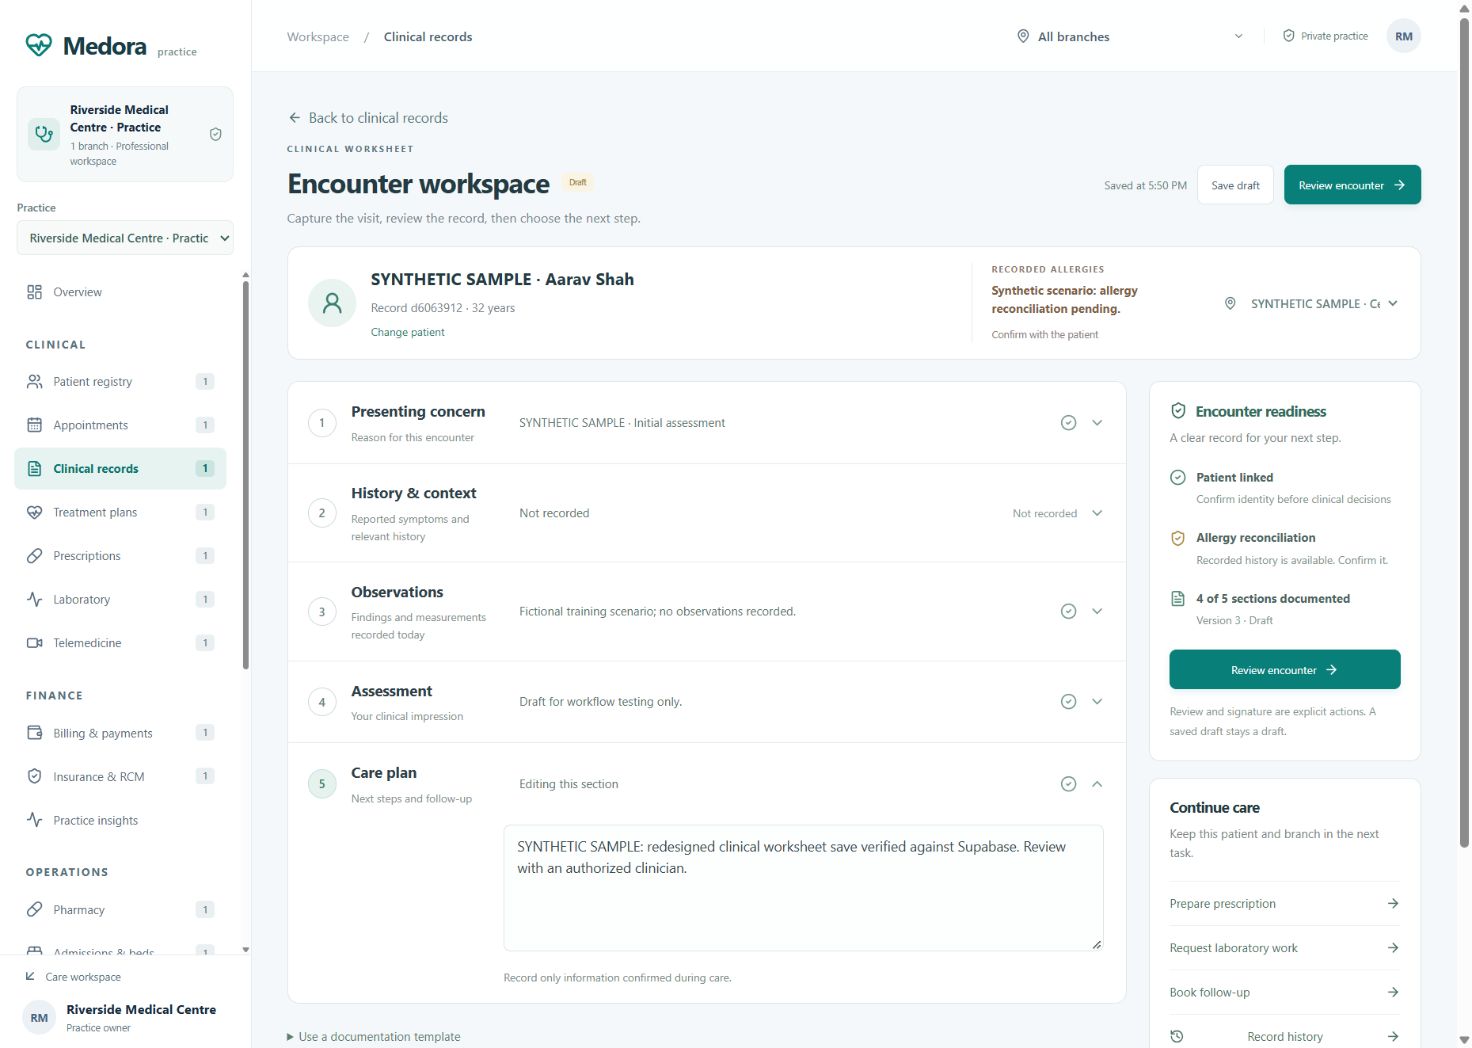 Medora practice
Riverside Medical
Centre · Practice
1 branch · Professional
workspace
Practice
Riverside Medical Centre · Practic
Overview
CLINICAL
Patient registry 1
Appointments 1
Clinical records 1
Treatment plans 1
Prescriptions 1
Laboratory 1
Telemedicine 1
FINANCE
Billing & payments 1
Insurance & RCM 1
Practice insights
OPERATIONS
Pharmacy 1
Admissions & beds 1
Care workspace
RM
Riverside Medical Centre
Practice owner
Workspace / Clinical records
All branches
Private practice
RM
Back to clinical records
CLINICAL WORKSHEET
Encounter workspace Draft
Capture the visit, review the record, then choose the next step.
Saved at 5:50 PM
Save draft
Review encounter
SYNTHETIC SAMPLE · Aarav Shah
Record d6063912 · 32 years
Change patient
RECORDED ALLERGIES
Synthetic scenario: allergy
reconciliation pending.
Confirm with the patient
SYNTHETIC SAMPLE · Ce
1
Presenting concern
Reason for this encounter
SYNTHETIC SAMPLE · Initial assessment
2
History & context
Reported symptoms and
relevant history
Not recorded
Not recorded
3
Observations
Findings and measurements
recorded today
Fictional training scenario; no observations recorded.
4
Assessment
Your clinical impression
Draft for workflow testing only.
5
Care plan
Next steps and follow-up
Editing this section
SYNTHETIC SAMPLE: redesigned clinical worksheet save verified against Supabase. Review
with an authorized clinician.
Record only information confirmed during care.
Use a documentation template
Encounter readiness
A clear record for your next step.
Patient linked
Confirm identity before clinical decisions
Allergy reconciliation
Recorded history is available. Confirm it.
4 of 5 sections documented
Version 3 · Draft
Review encounter
Review and signature are explicit actions. A
saved draft stays a draft.
Continue care
Keep this patient and branch in the next
task.
Prepare prescription
Request laboratory work
Book follow-up
Record history